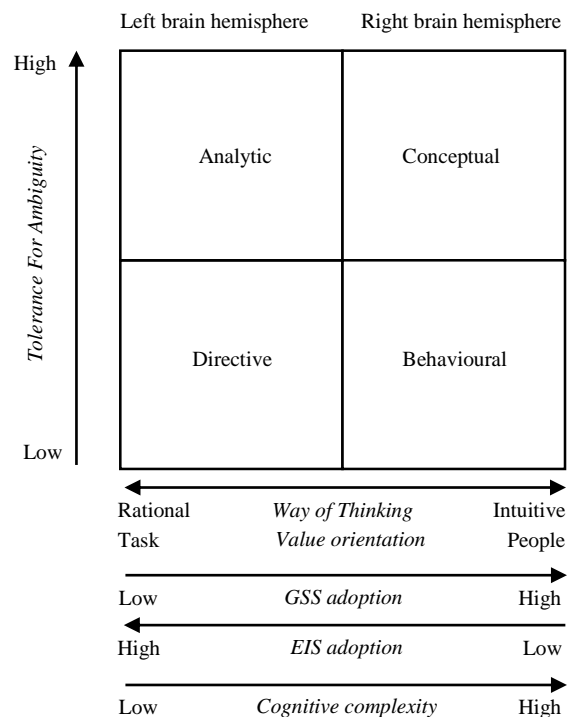 Left brain hemisphere Right brain hemisphere
High
Analytic Conceptual
Tolerance For Ambiguity
Directive Behavioural
Low
Rational Way of Thinking Intuitive
Task Value orientation People
Low GSS adoption High
High EIS adoption Low
Low Cognitive complexity High